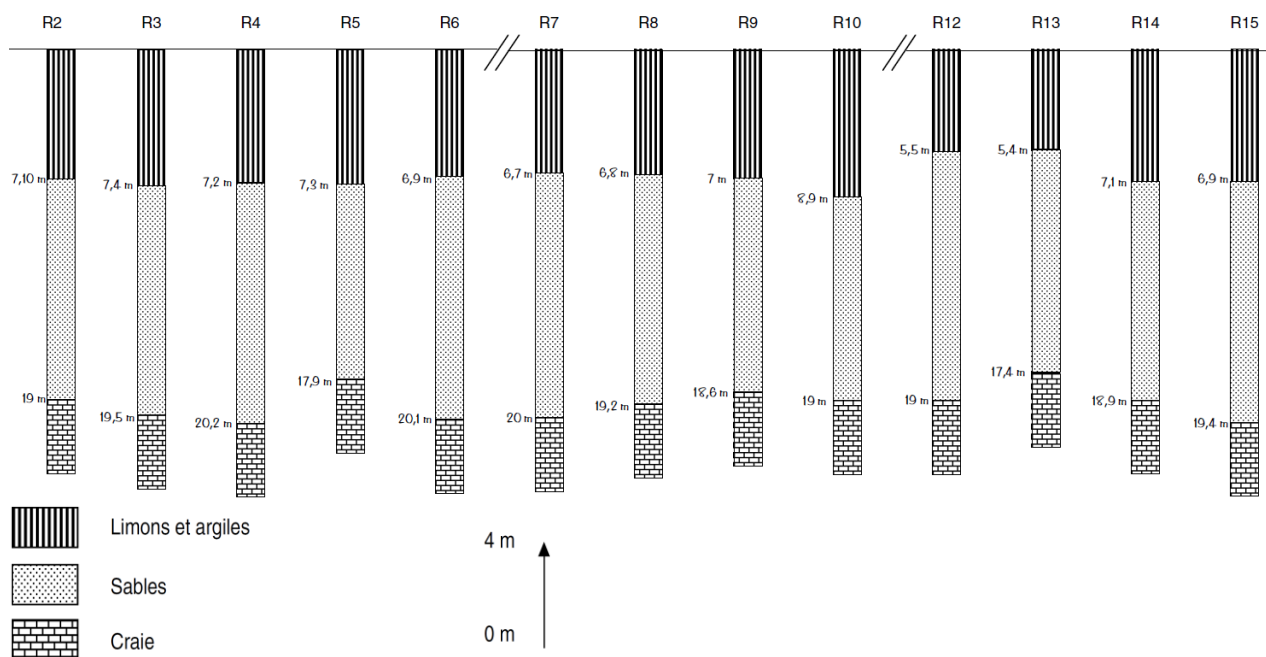 R2 R3 R4 R5 R6 R7 R8 R9 R10 R12 R13 R14 R15
5,5 m 5,4 m
7,10 m 7,4 m 7,2 m 7,3 m 6,9 m 6,7 m 6,8 m 7 m 8,9 m 7,1 m 6,9 m
17,9 m 17,4 m
19 m 19,5 m 20,2 m 20,1 m 20 m 19,2 m 18,6 m 19 m 19 m 18,9 m 19,4 m
Limons et argiles
4 m
Sables
0 m
Craie